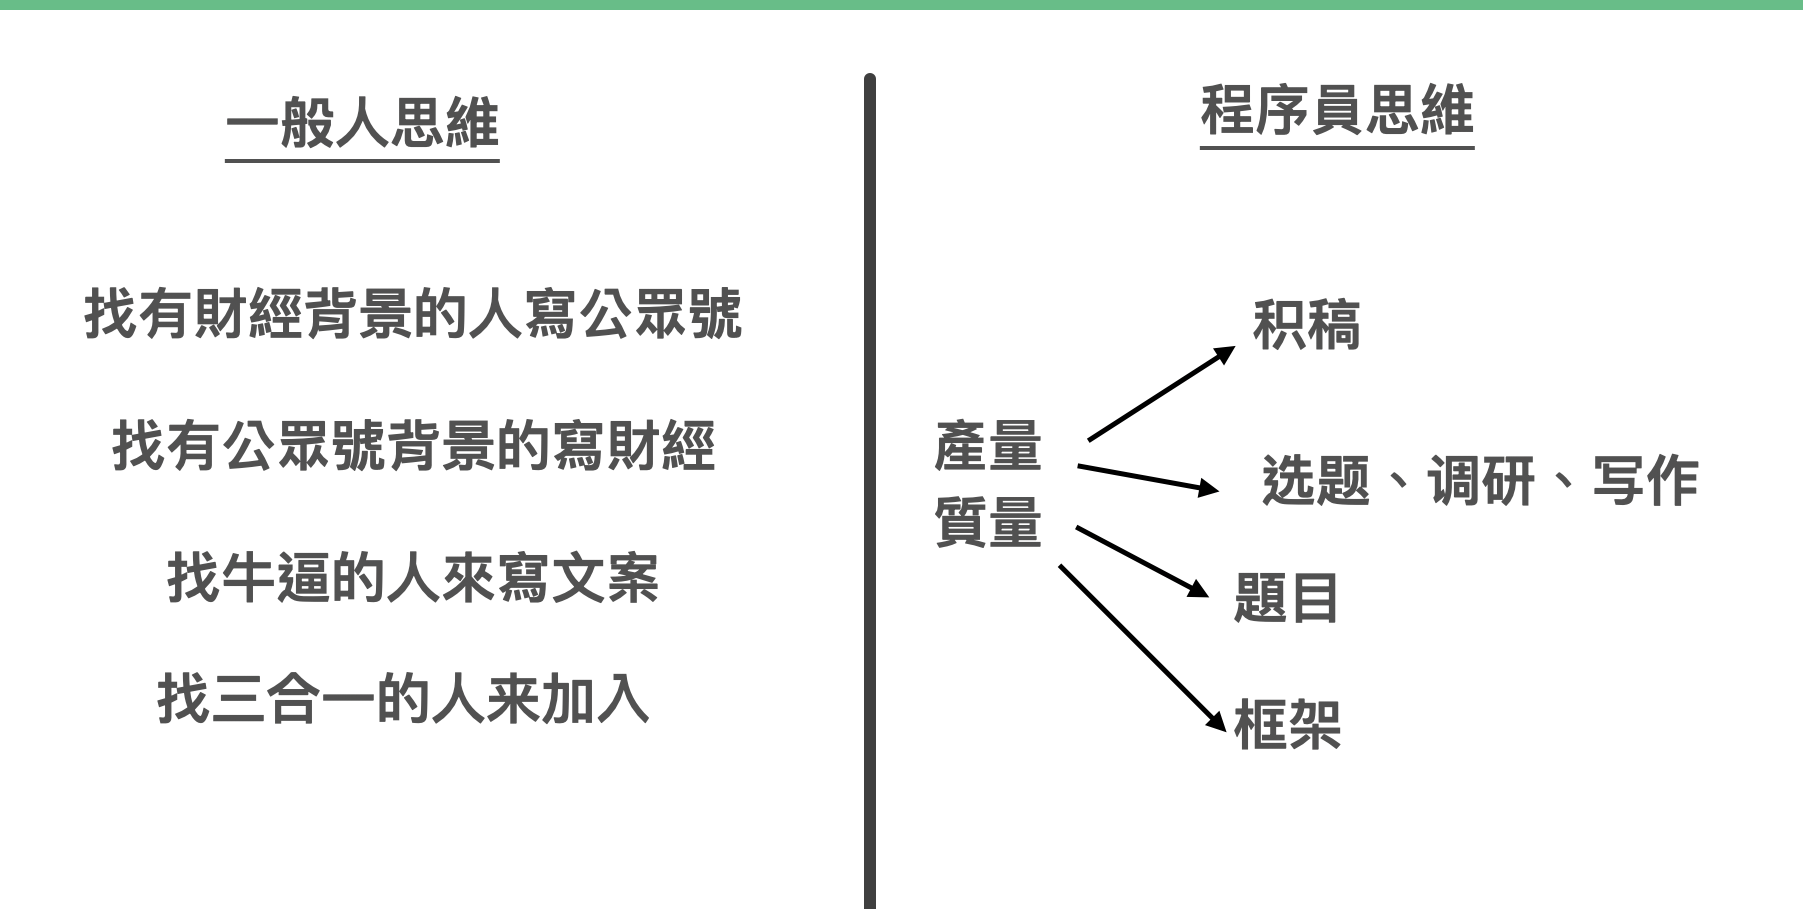 一般人思維
找有財經背景的人寫公眾號
找有公眾號背景的寫財經
找牛逼的人來寫文案
找三合一的人来加入
程序員思維
產量
質量
积稿
选题、调研、写作
題目
框架